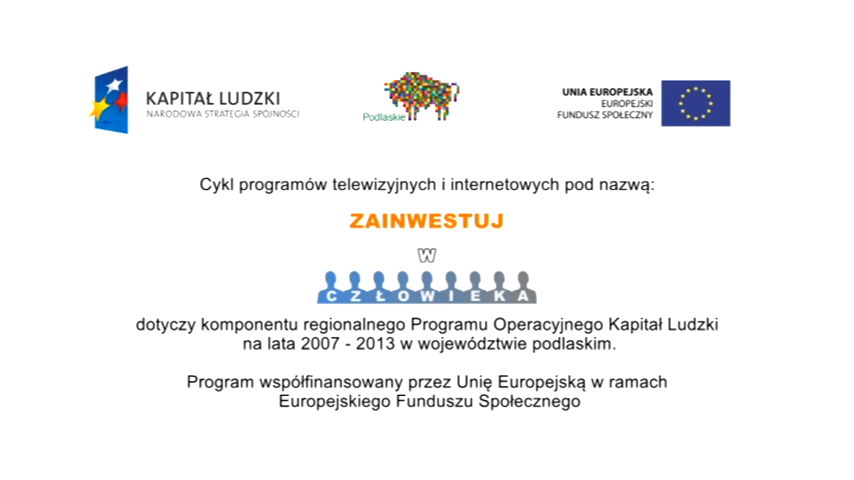 KAPITAŁ LUDZKI
NARODOWA STRATEGIA SPÓJNOŚCI
Podlaskie
UNIA EUROPEJSKA
EUROPEJSKI
FUNDUSZ SPOŁECZNY
Cykl programów telewizyjnych i internetowych pod nazwą:
ZAINWESTUJ
W
CZŁOWIEKA
dotyczy komponentu regionalnego Programu Operacyjnego Kapitał Ludzki
na lata 2007 - 2013 w województwie podlaskim.
Program współfinansowany przez Unię Europejską w ramach
Europejskiego Funduszu Społecznego